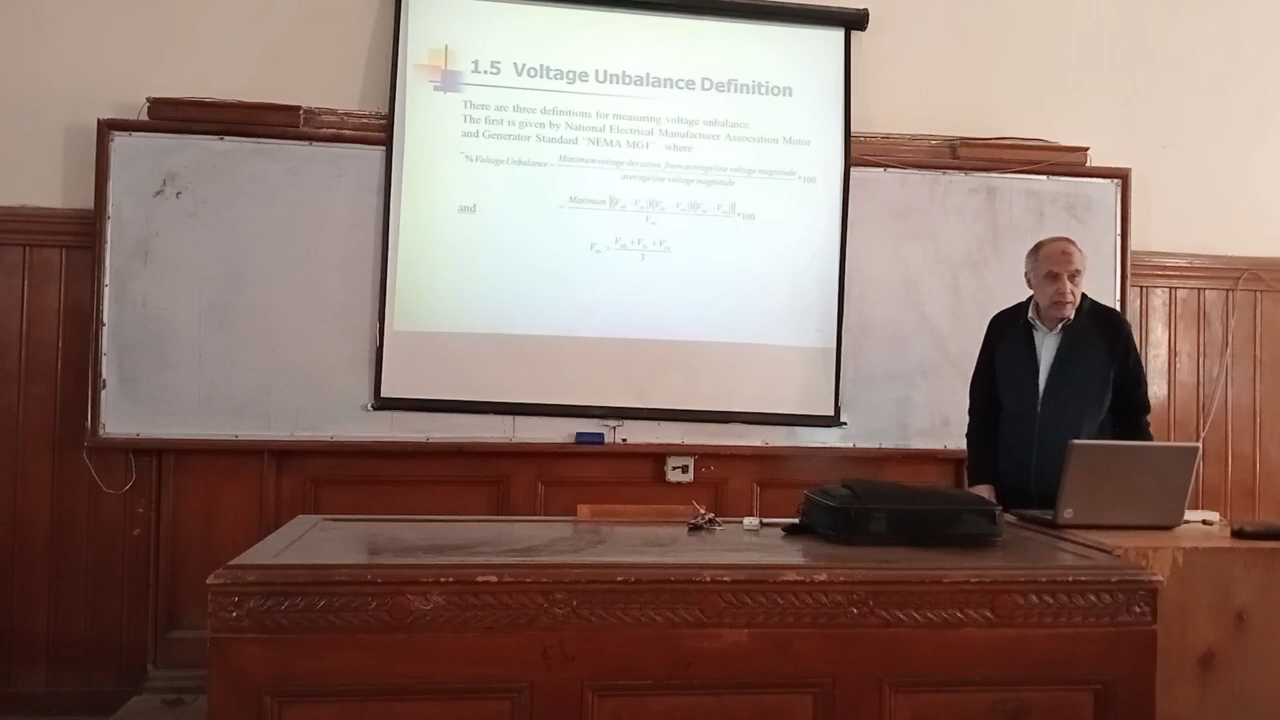 1.5 Voltage Unbalance Definition
There are three definitions for measuring voltage unbalance.
The first is given by National Electrical Manufacturer Association Motor
and Generator Standard "NEMA MG1" where
% Voltage Unbalance = Maximum voltage deviation from average line voltage magnitude / average line voltage magnitude *100
and
= Maximum / *100
= / 3
hp